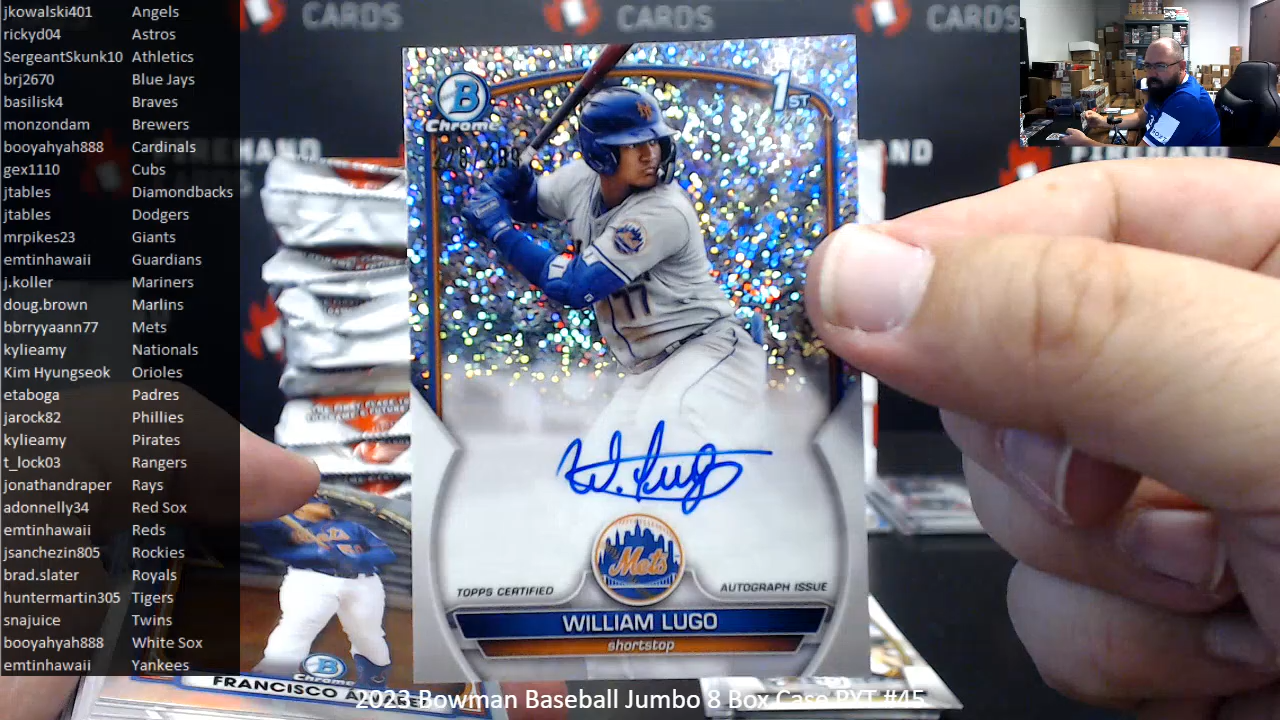 jkowalski401 Angels
rickyd04 Astros
SergeantSkunk10 Athletics
brj2670 Blue Jays
basilisk4 Braves
monzondam Brewers
booyahyah888 Cardinals
gex1110 Cubs
jtables Diamondbacks
jtables Dodgers
mrpikes23 Giants
emtinhawaii Guardians
j.koller Mariners
doug.brown Marlins
bbrryyaann77 Mets
kylieamy Nationals
Kim Hyungseok Orioles
etaboga Padres
jarock82 Phillies
kylieamy Pirates
t_lock03 Rangers
jonathandraper Rays
adonnelly34 Red Sox
emtinhawaii Reds
jsanchezin805 Rockies
brad.slater Royals
huntermartin305 Tigers
snajuice Twins
booyahyah888 White Sox
emtinhawaii Yankees
CARDS
CARDS
CARDS
B
Chrome
1ST
77
W. Lugo
Mets
TOPPS CERTIFIED
AUTOGRAPH ISSUE
WILLIAM LUGO
shortstop
Chrome
FRANCISCO
2023 Bowman Baseball Jumbo 8 Box Case PYT #45